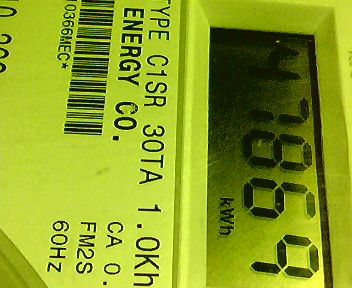 TYPE C1SR 30TA 1.0Kh
ENERGY CO.
CA 0.
FM2S
60Hz
10366MEC*
47869
kWh